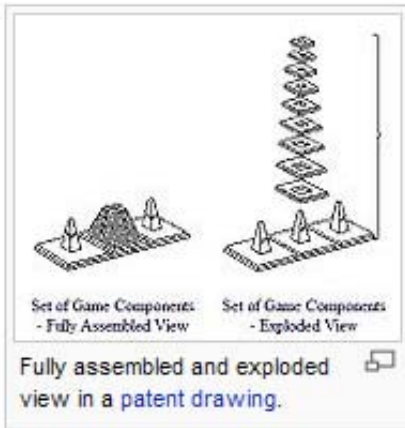 Set of Game Components
- Fully Assembled View
Set of Game Components
- Exploded View
Fully assembled and exploded
view in a patent drawing.